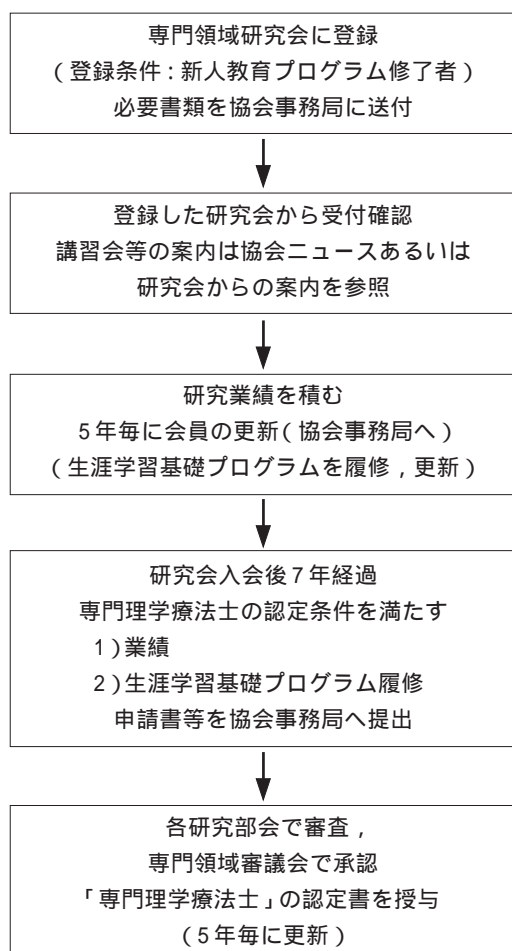 専門領域研究会に登録
(登録条件:新人教育プログラム修了者)
必要書類を協会事務局に送付
登録した研究会から受付確認
講習会等の案内は協会ニュースあるいは
研究会からの案内を参照
研究業績を積む
5年毎に会員の更新(協会事務局へ)
(生涯学習基礎プログラムを履修,更新)
研究会入会後7年経過
専門理学療法士の認定条件を満たす
1)業績
2)生涯学習基礎プログラム履修
申請書等を協会事務局へ提出
各研究部会で審査,
専門領域審議会で承認
「専門理学療法士」の認定書を授与
(5年毎に更新)